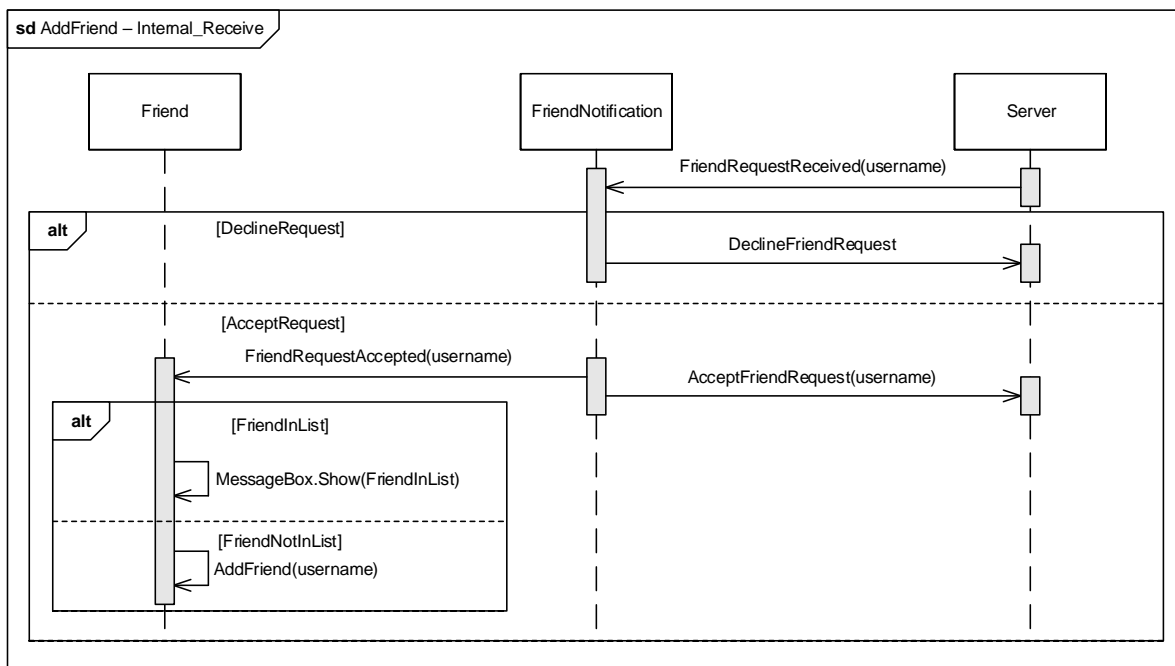 sd AddFriend – Internal_Receive
Friend
FriendNotification
Server
FriendRequestReceived(username)
alt
[DeclineRequest]
DeclineFriendRequest
[AcceptRequest]
FriendRequestAccepted(username)
AcceptFriendRequest(username)
alt
[FriendInList]
MessageBox.Show(FriendInList)
[FriendNotInList]
AddFriend(username)